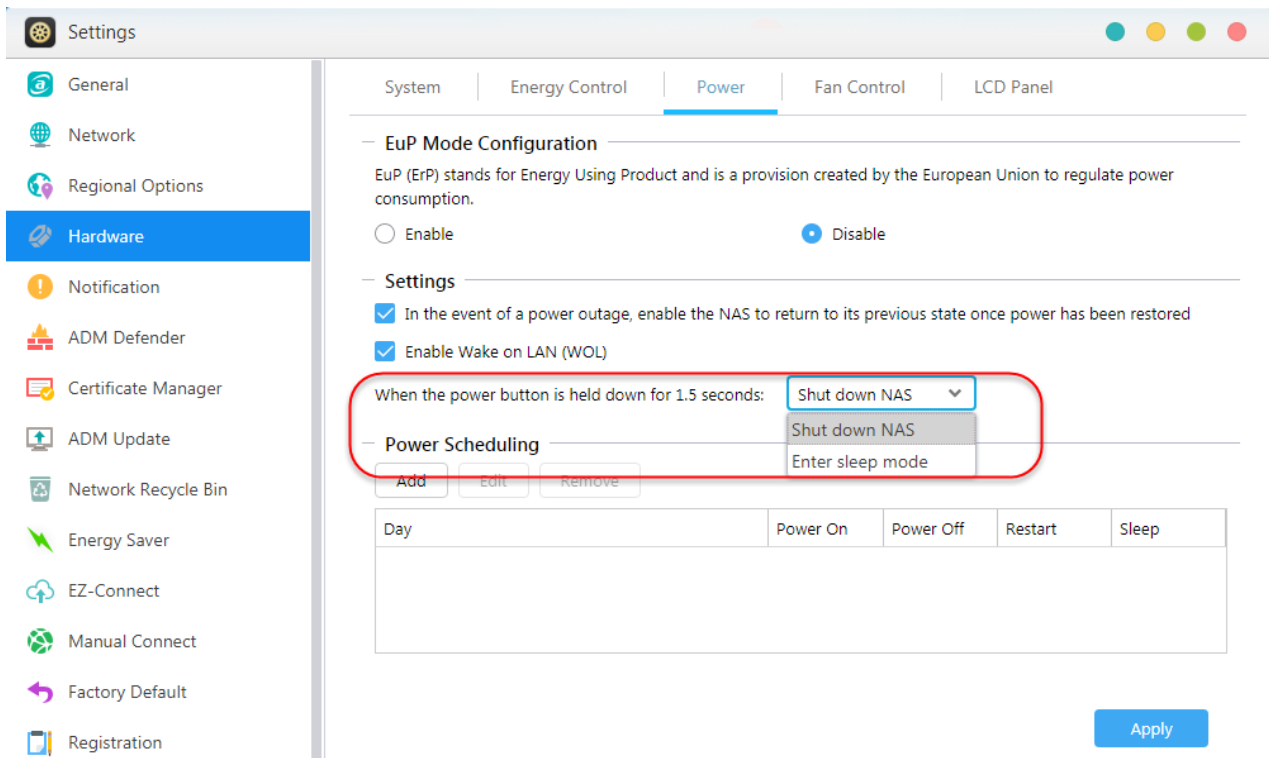 Settings
General
Network
Regional Options
Hardware
Notification
ADM Defender
Certificate Manager
ADM Update
Network Recycle Bin
Energy Saver
EZ-Connect
Manual Connect
Factory Default
Registration
System Energy Control Power Fan Control LCD Panel
EuP Mode Configuration
EuP (ErP) stands for Energy Using Product and is a provision created by the European Union to regulate power
consumption.
Enable Disable
Settings
In the event of a power outage, enable the NAS to return to its previous state once power has been restored
Enable Wake on LAN (WOL)
When the power button is held down for 1.5 seconds: Shut down NAS
Shut down NAS
Enter sleep mode
Power Scheduling
Add Edit Remove
Day Power On Power Off Restart Sleep
Apply